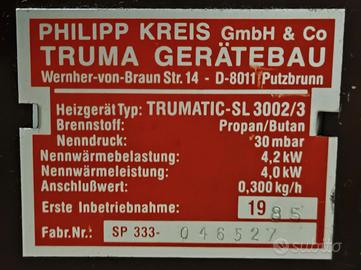 PHILIPP KREIS GmbH & Co
TRUMA GERÄTEBAU
Wernher-von-Braun Str. 14 - D-8011 Putzbrunn
Heizgerät Typ: TRUMATIC-SL 3002/3
Brennstoff: Propan/Butan
Nenndruck: 30 mbar
Nennwärmebelastung: 4,2 kW
Nennwärmeleistung: 4,0 kW
Anschlußwert: 0,300 kg/h
Erste Inbetriebnahme: 1985
Fabr.Nr.: SP 333- 046527
subito